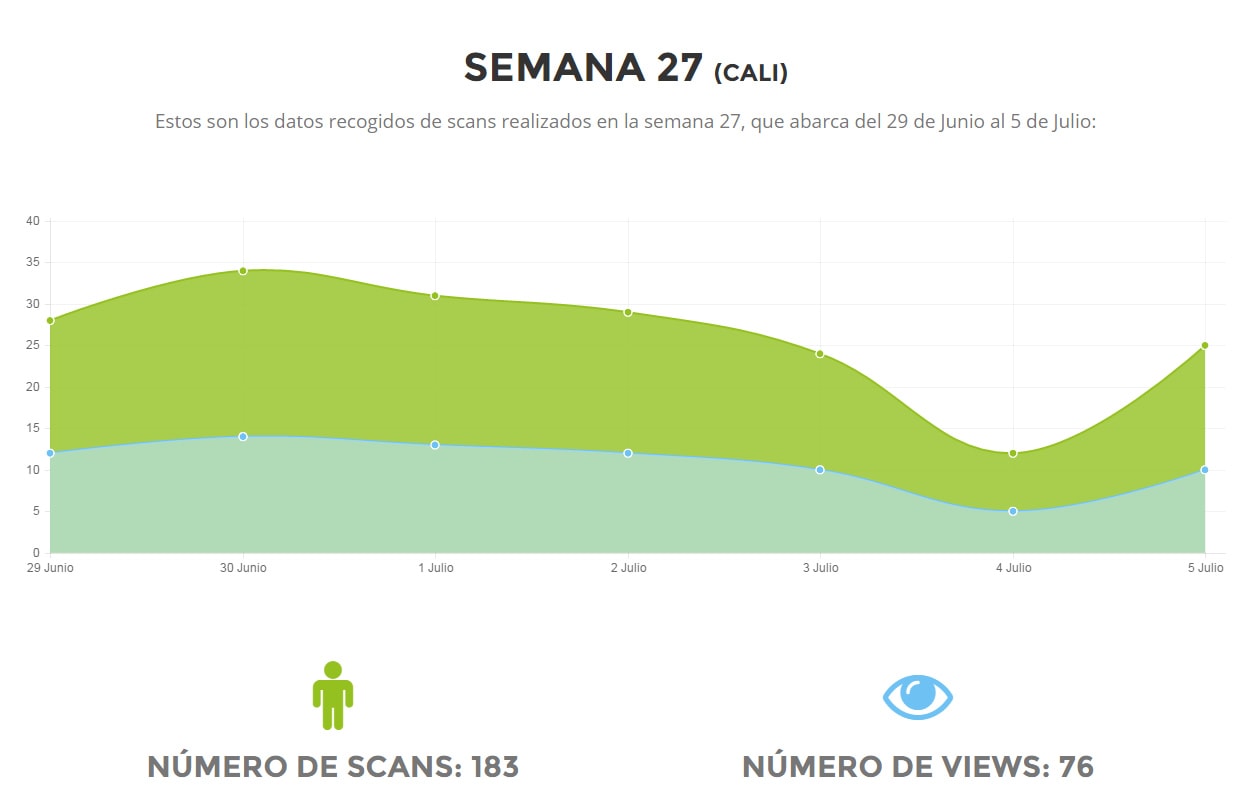 SEMANA 27 (CALI)
Estos son los datos recogidos de scans realizados en la semana 27, que abarca del 29 de Junio al 5 de Julio:
40
35
30
25
20
15
10
5
0
29 Junio 30 Junio 1 Julio 2 Julio 3 Julio 4 Julio 5 Julio
NÚMERO DE SCANS: 183 NÚMERO DE VIEWS: 76